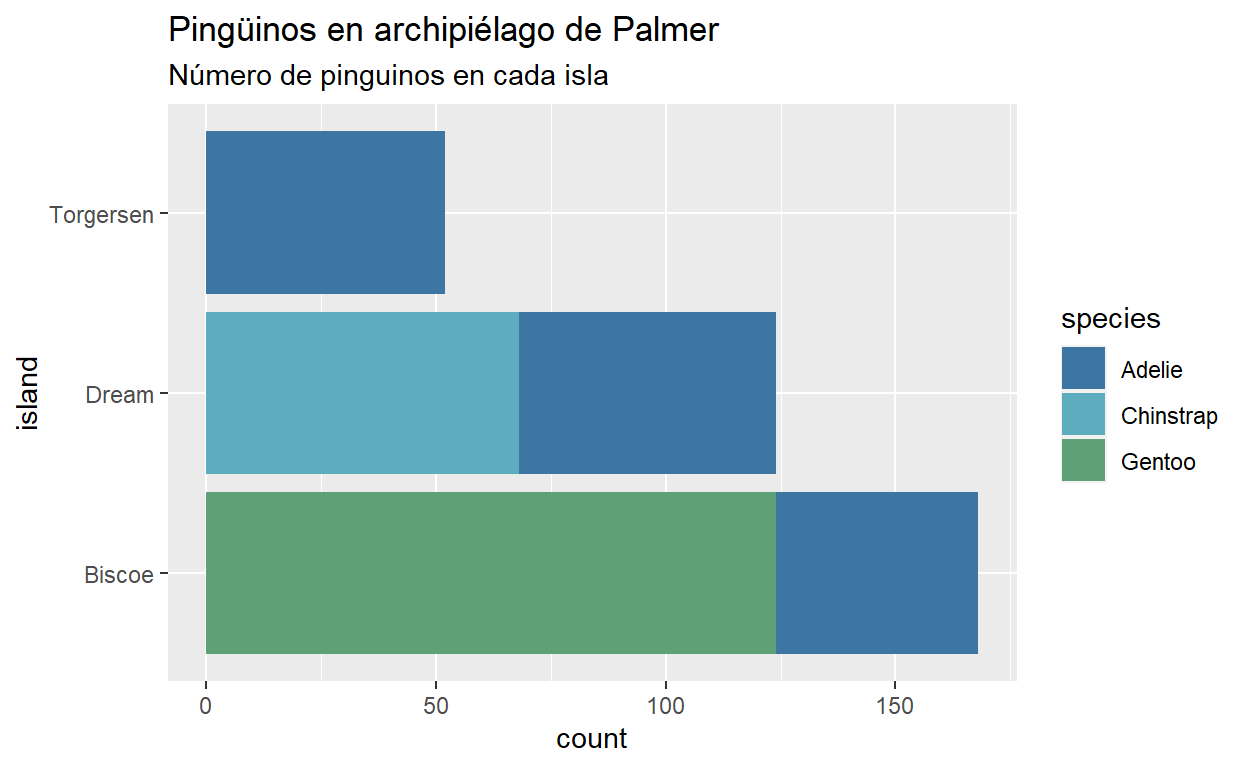 Pingüinos en archipiélago de Palmer
Número de pinguinos en cada isla
Torgersen
Dream
Biscoe
island
0 50 100 150
count
species
Adelie
Chinstrap
Gentoo